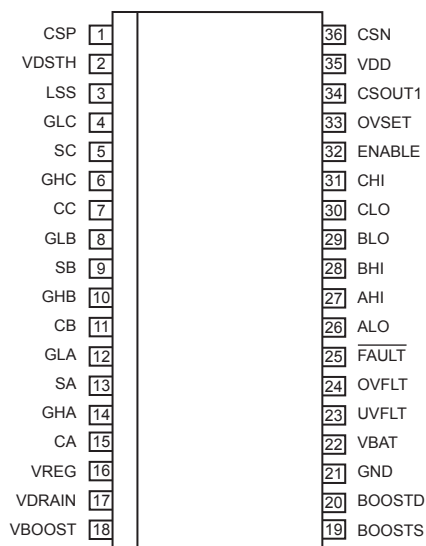 CSP 1 36 CSN
VDSTH 2 35 VDD
LSS 3 34 CSOUT1
GLC 4 33 OVSET
SC 5 32 ENABLE
GHC 6 31 CHI
CC 7 30 CLO
GLB 8 29 BLO
SB 9 28 BHI
GHB 10 27 AHI
CB 11 26 ALO
GLA 12 25 FAULT
SA 13 24 OVFLT
GHA 14 23 UVFLT
CA 15 22 VBAT
VREG 16 21 GND
VDRAIN 17 20 BOOSTD
VBOOST 18 19 BOOSTS